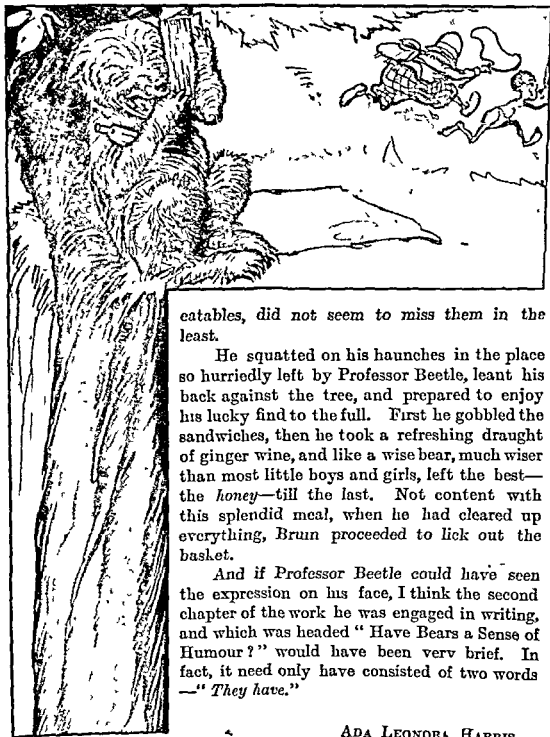 eatables, did not seem to miss them in the
least.
He squatted on his haunches in the place
so hurriedly left by Professor Beetle, leant his
back against the tree, and prepared to enjoy
his lucky find to the full. First he gobbled the
sandwiches, then he took a refreshing draught
of ginger wine, and like a wise bear, much wiser
than most little boys and girls, left the best—
the honey—till the last. Not content with
this splendid meal, when he had cleared up
everything, Bruin proceeded to lick out the
basket.
And if Professor Beetle could have seen
the expression on his face, I think the second
chapter of the work he was engaged in writing,
and which was headed “ Have Bears a Sense of
Humour ? ” would have been very brief. In
fact, it need only have consisted of two words
—“ They have.”
ADA LEONORA HARRIS